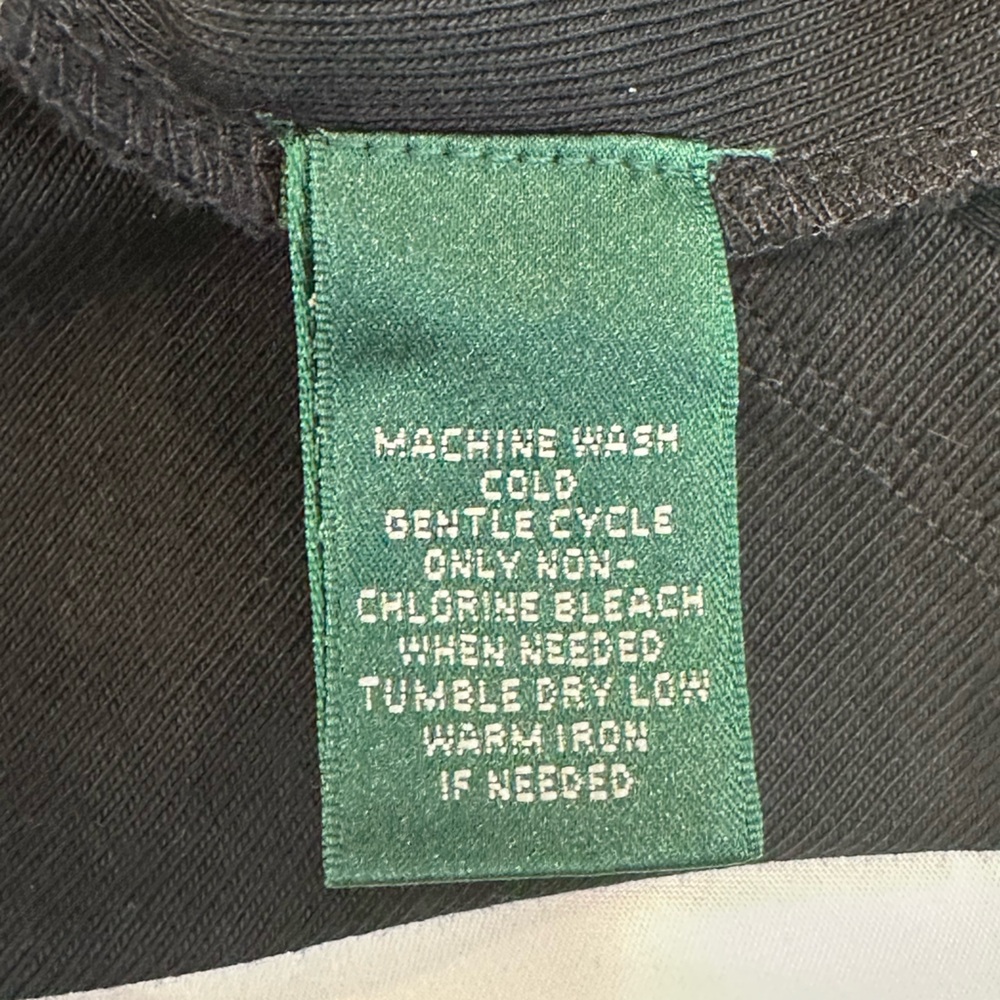 MACHINE WASH
COLD
GENTLE CYCLE
ONLY NON-
CHLORINE BLEACH
WHEN NEEDED
TUMBLE DRY LOW
WARM IRON
IF NEEDED